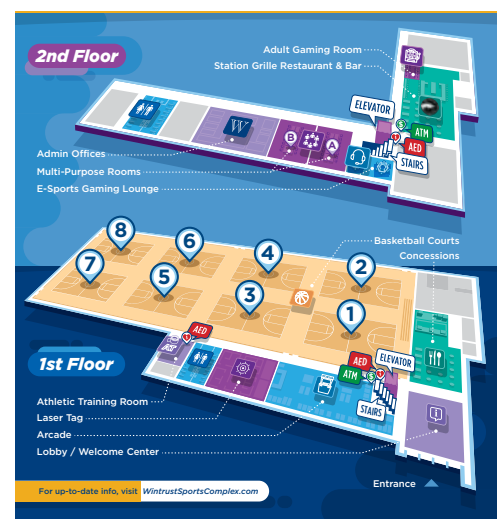 2nd Floor
Adult Gaming Room
Station Grille Restaurant & Bar
ELEVATOR
ATM
AED
STAIRS
W
B
A
Admin Offices
Multi-Purpose Rooms
E-Sports Gaming Lounge
8
6
4
2
7
5
3
1
Basketball Courts
Concessions
AED
1st Floor
AED
ELEVATOR
ATM
STAIRS
Athletic Training Room
Laser Tag
Arcade
Lobby / Welcome Center
Entrance
For up-to-date info, visit WintrustSportsComplex.com